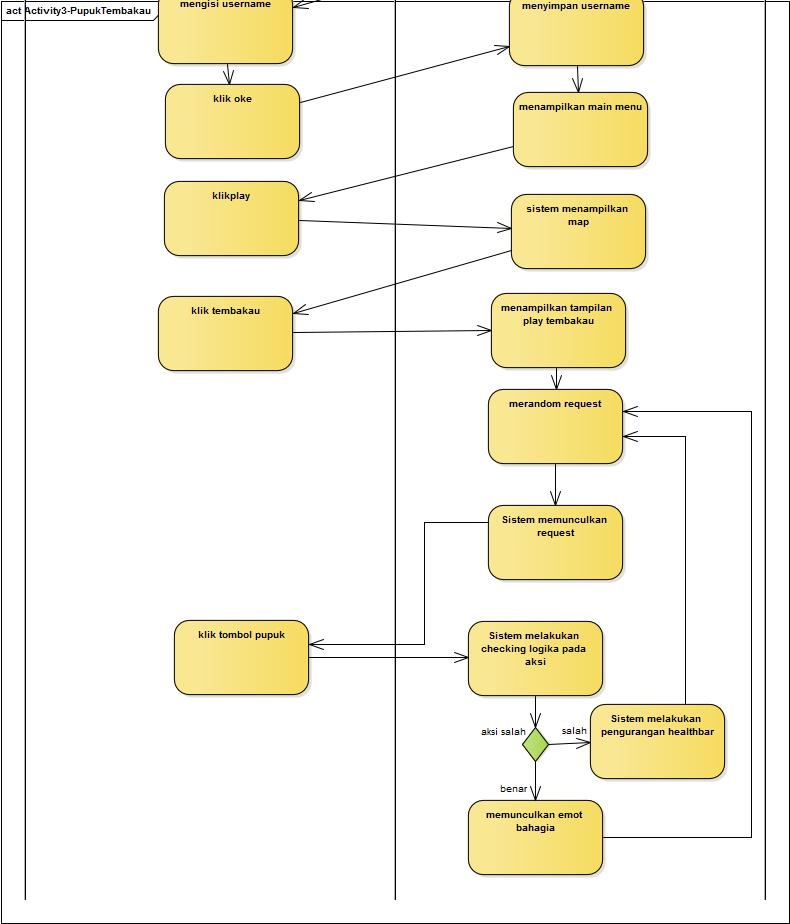 act Activity3-PupukTembakau
mengisi username
menyimpan username
klik oke
menampilkan main menu
klikplay
sistem menampilkan
map
klik tembakau
menampilkan tampilan
play tembakau
merandom request
Sistem memunculkan
request
klik tombol pupuk
Sistem melakukan
checking logika pada
aksi
aksi salah
salah
Sistem melakukan
pengurangan healthbar
benar
memunculkan emot
bahagia